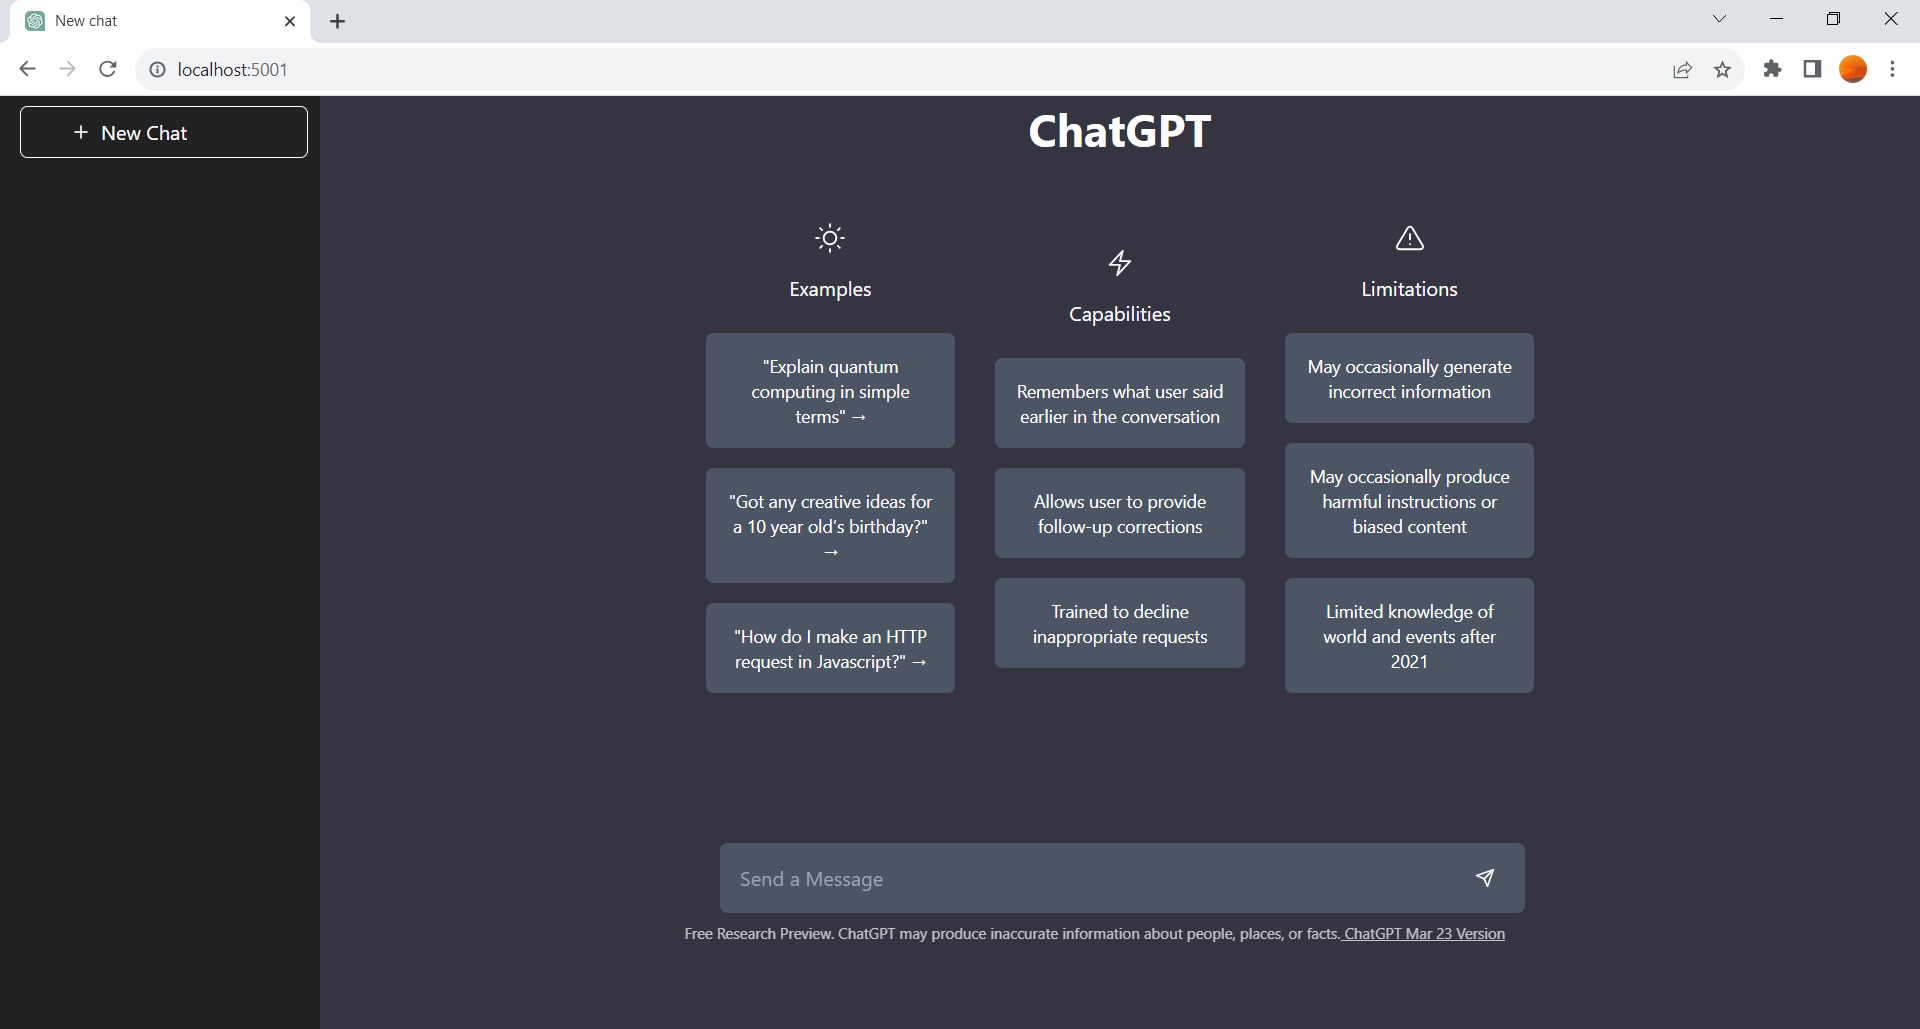 New chat
localhost:5001
+ New Chat
ChatGPT
Examples
"Explain quantum
computing in simple
terms" →
"Got any creative ideas for
a 10 year old’s birthday?"
→
"How do I make an HTTP
request in Javascript?" →
Capabilities
Remembers what user said
earlier in the conversation
Allows user to provide
follow-up corrections
Trained to decline
inappropriate requests
Limitations
May occasionally generate
incorrect information
May occasionally produce
harmful instructions or
biased content
Limited knowledge of
world and events after
2021
Send a Message
Free Research Preview. ChatGPT may produce inaccurate information about people, places, or facts. ChatGPT Mar 23 Version